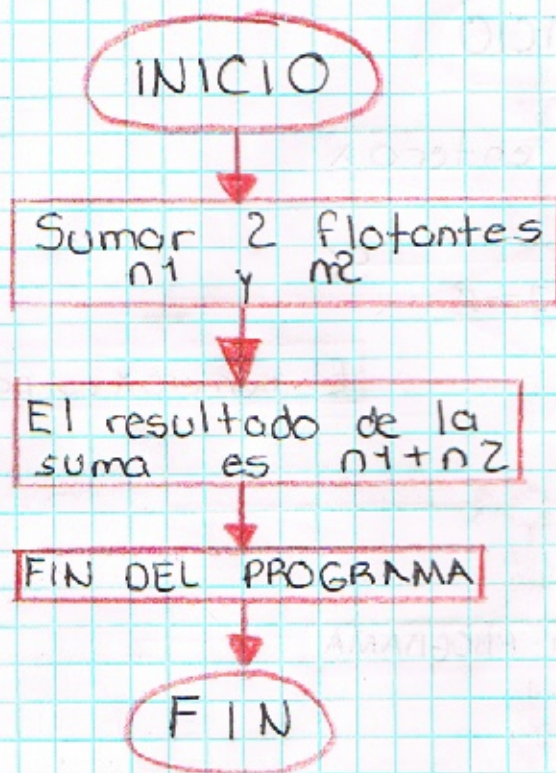 INICIO
Sumar 2 flotantes
n1 y n2
El resultado de la
suma es n1+n2
FIN DEL PROGRAMA
FIN